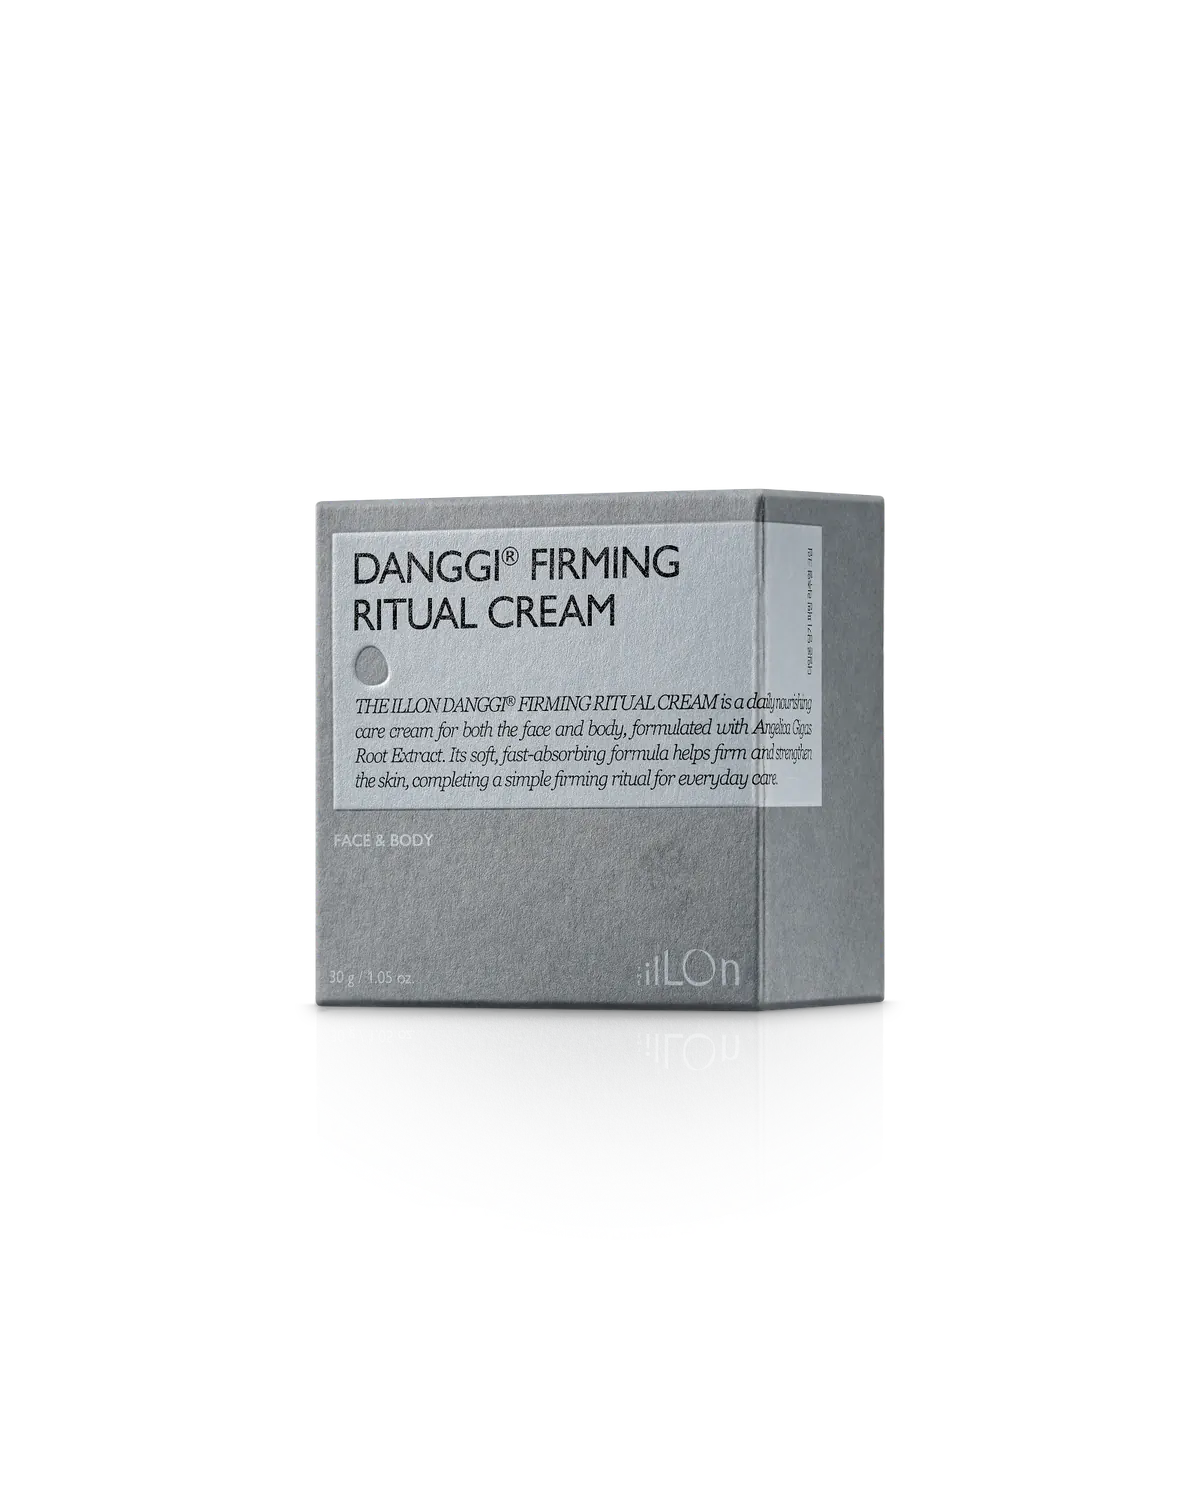 DANGGI® FIRMING
RITUAL CREAM
THE ILLON DANGGI® FIRMING RITUAL CREAM is a daily nourishing
care cream for both the face and body, formulated with Angelica Gigas
Root Extract. Its soft, fast-absorbing formula helps firm and strengthen
the skin, completing a simple firming ritual for everyday care.
FACE & BODY
30 g / 1.05 oz.
illOn